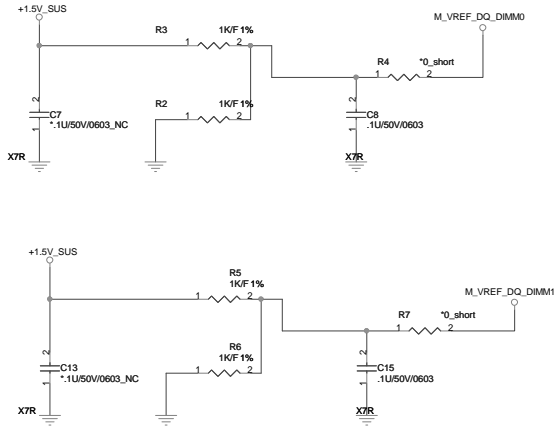 +1.5V_SUS
M_VREF_DQ_DIMM0
R3
1K/F 1%
1
2
R4
*0_short
1
2
2
C7
*.1U/50V/0603_NC
1
X7R
R2
1K/F 1%
1
2
2
C8
.1U/50V/0603
1
X7R
+1.5V_SUS
M_VREF_DQ_DIMM1
R5
1K/F 1%
1
2
R7
*0_short
1
2
2
C13
*.1U/50V/0603_NC
1
X7R
R6
1K/F 1%
1
2
2
C15
.1U/50V/0603
1
X7R